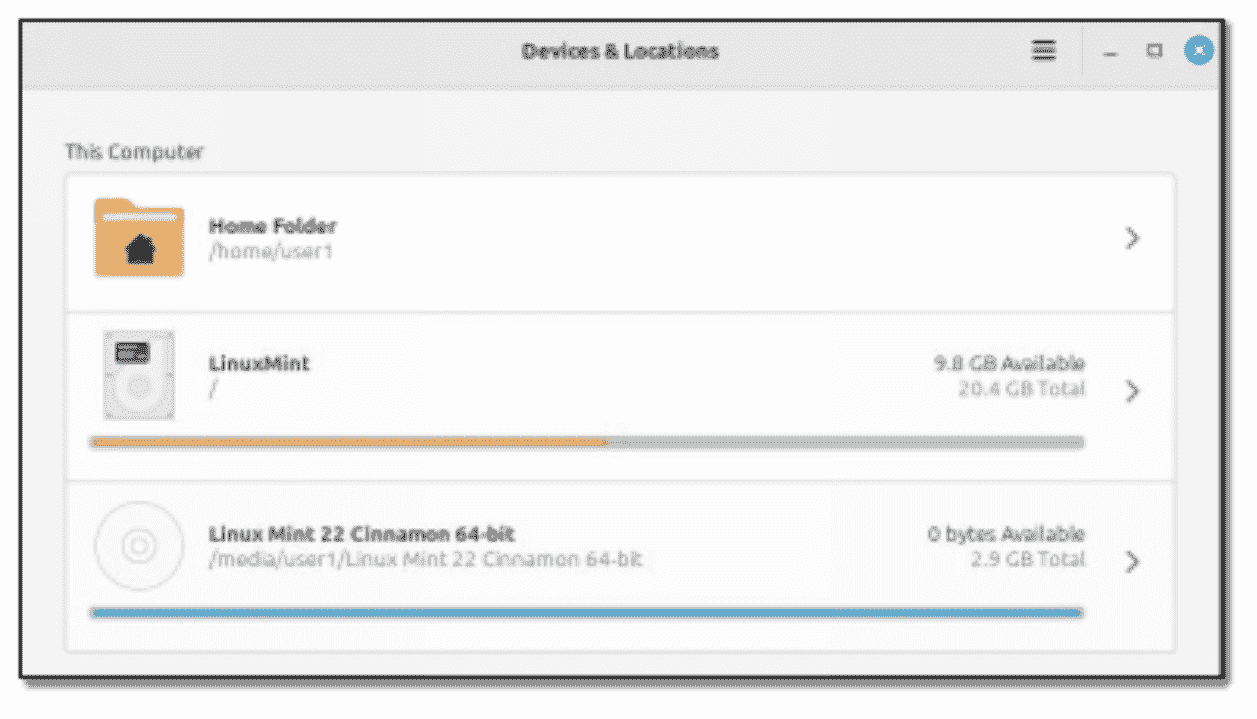 Devices & Locations
This Computer
Home Folder
/home/user1
LinuxMint
/
9.8 GB Available
20.4 GB Total
Linux Mint 22 Cinnamon 64-bit
/media/user1/Linux Mint 22 Cinnamon 64-bit
0 bytes Available
2.9 GB Total